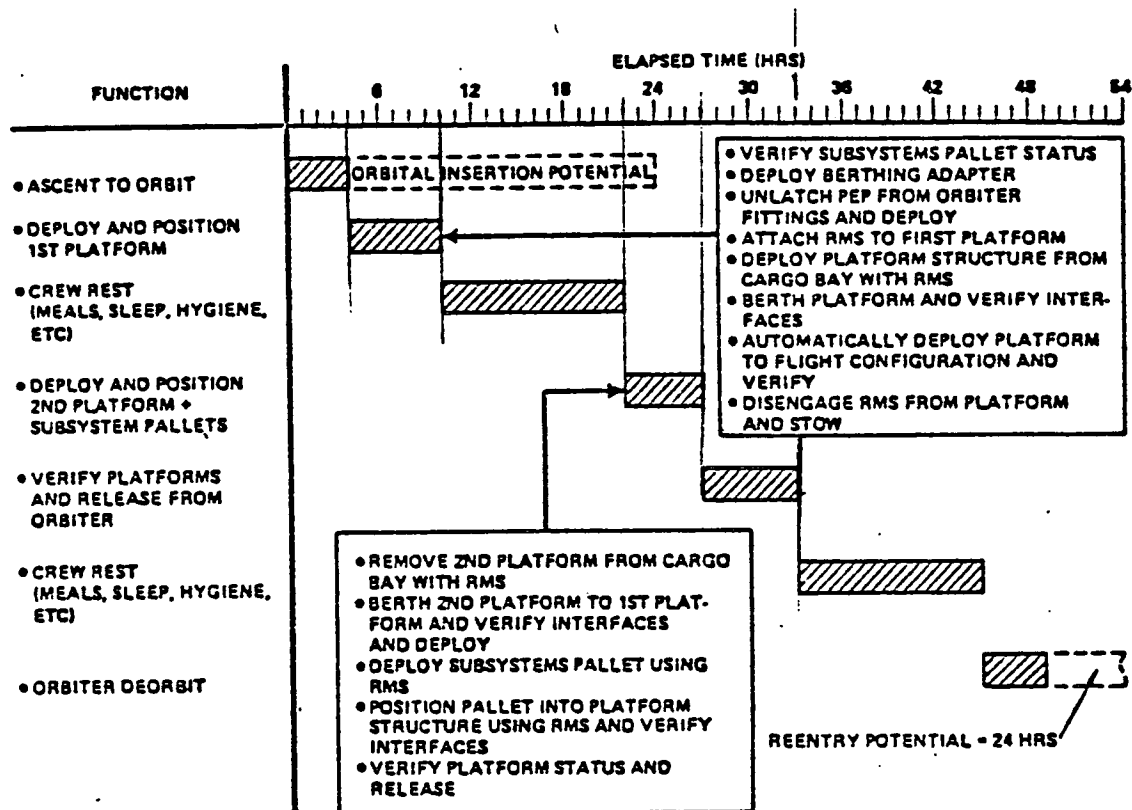 ELAPSED TIME (HRS)
FUNCTION
6 12 18 24 30 36 42 48 54
• ASCENT TO ORBIT
ORBITAL INSERTION POTENTIAL
• DEPLOY AND POSITION
1ST PLATFORM
• CREW REST
(MEALS, SLEEP, HYGIENE,
ETC)
• DEPLOY AND POSITION
2ND PLATFORM +
SUBSYSTEM PALLETS
• VERIFY PLATFORMS
AND RELEASE FROM
ORBITER
• CREW REST
(MEALS, SLEEP, HYGIENE,
ETC)
• ORBITER DEORBIT
• VERIFY SUBSYSTEMS PALLET STATUS
• DEPLOY BERTHING ADAPTER
• UNLATCH PEP FROM ORBITER
FITTINGS AND DEPLOY
• ATTACH RMS TO FIRST PLATFORM
• DEPLOY PLATFORM STRUCTURE FROM
CARGO BAY WITH RMS
• BERTH PLATFORM AND VERIFY INTER-
FACES
• AUTOMATICALLY DEPLOY PLATFORM
TO FLIGHT CONFIGURATION AND
VERIFY
• DISENGAGE RMS FROM PLATFORM
AND STOW
• REMOVE 2ND PLATFORM FROM CARGO
BAY WITH RMS
• BERTH 2ND PLATFORM TO 1ST PLAT-
FORM AND VERIFY INTERFACES
AND DEPLOY
• DEPLOY SUBSYSTEMS PALLET USING
RMS
• POSITION PALLET INTO PLATFORM
STRUCTURE USING RMS AND VERIFY
INTERFACES
• VERIFY PLATFORM STATUS AND
RELEASE
REENTRY POTENTIAL = 24 HRS